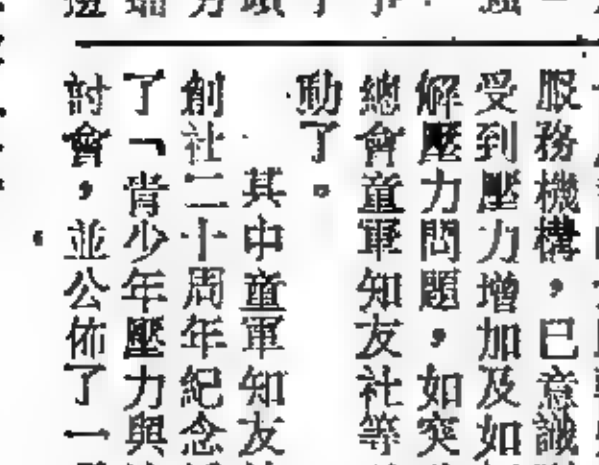 服務機構，已意識
受到壓力增加及如
解壓力問題，如突
總會童軍知友社等
動了。
其中童軍知友
創社二十周年紀念
了「青少年壓力與
討會，並公佈了一